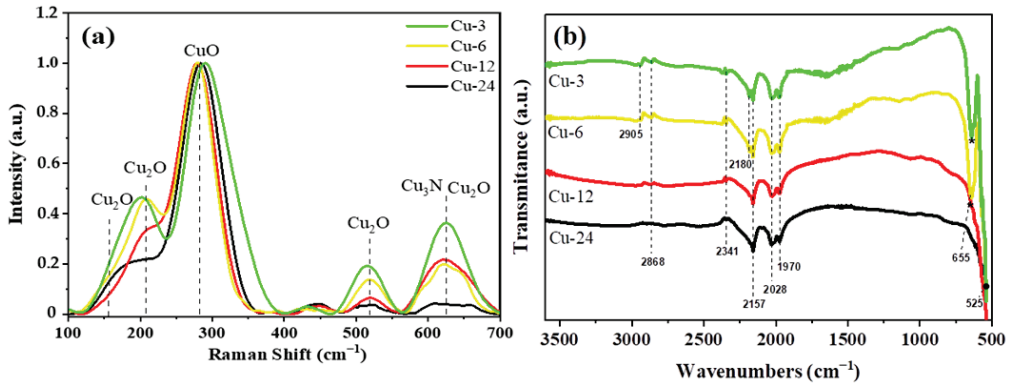 (a)
CuO
Cu-3
Cu-6
Cu-12
Cu-24
Cu₂O
Cu₂O
Cu₂O
Cu₃N Cu₂O
Intensity (a.u.)
1.2
1.0
0.8
0.6
0.4
0.2
0
100 200 300 400 500 600 700
Raman Shift (cm⁻¹)
(b)
Cu-3
Cu-6
Cu-12
Cu-24
2905
2180
2868
2341
2157
2028
1970
655
525
*
*
Transmittance (a.u.)
3500 3000 2500 2000 1500 1000 500
Wavenumbers (cm⁻¹)